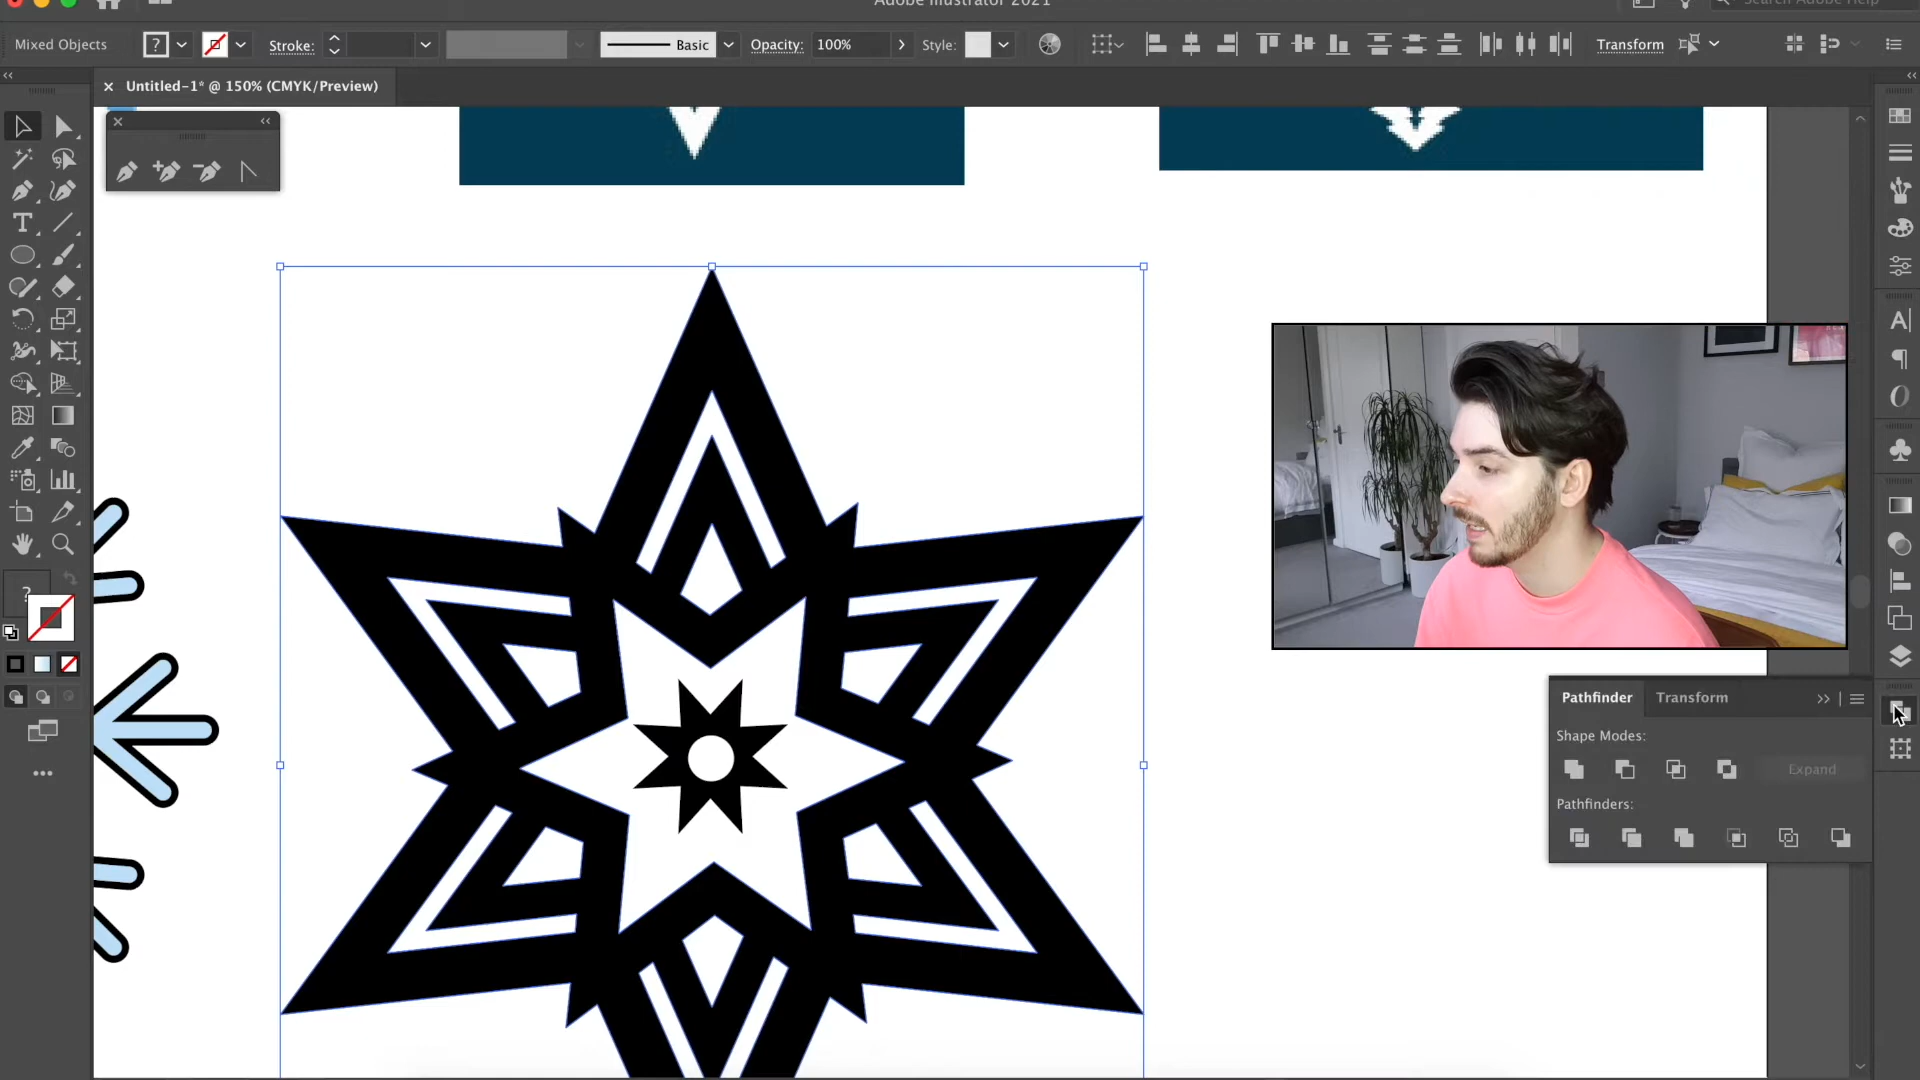 Adobe Illustrator 2021
Search Adobe Help
Mixed Objects
?
Stroke:
Basic
Opacity:
100%
Style:
Transform
Untitled-1* @ 150% (CMYK/Preview)
T
A
?
Pathfinder
Transform
Shape Modes:
Expand
Pathfinders: